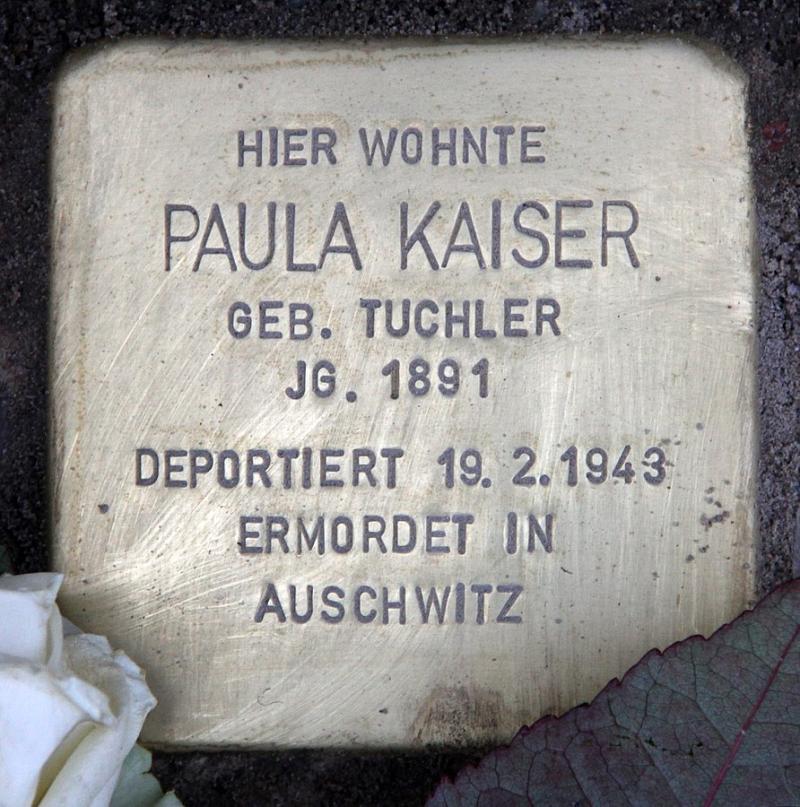 HIER WOHNTE
PAULA KAISER
GEB. TUCHLER
JG. 1891
DEPORTIERT 19.2.1943
ERMORDET IN
AUSCHWITZ